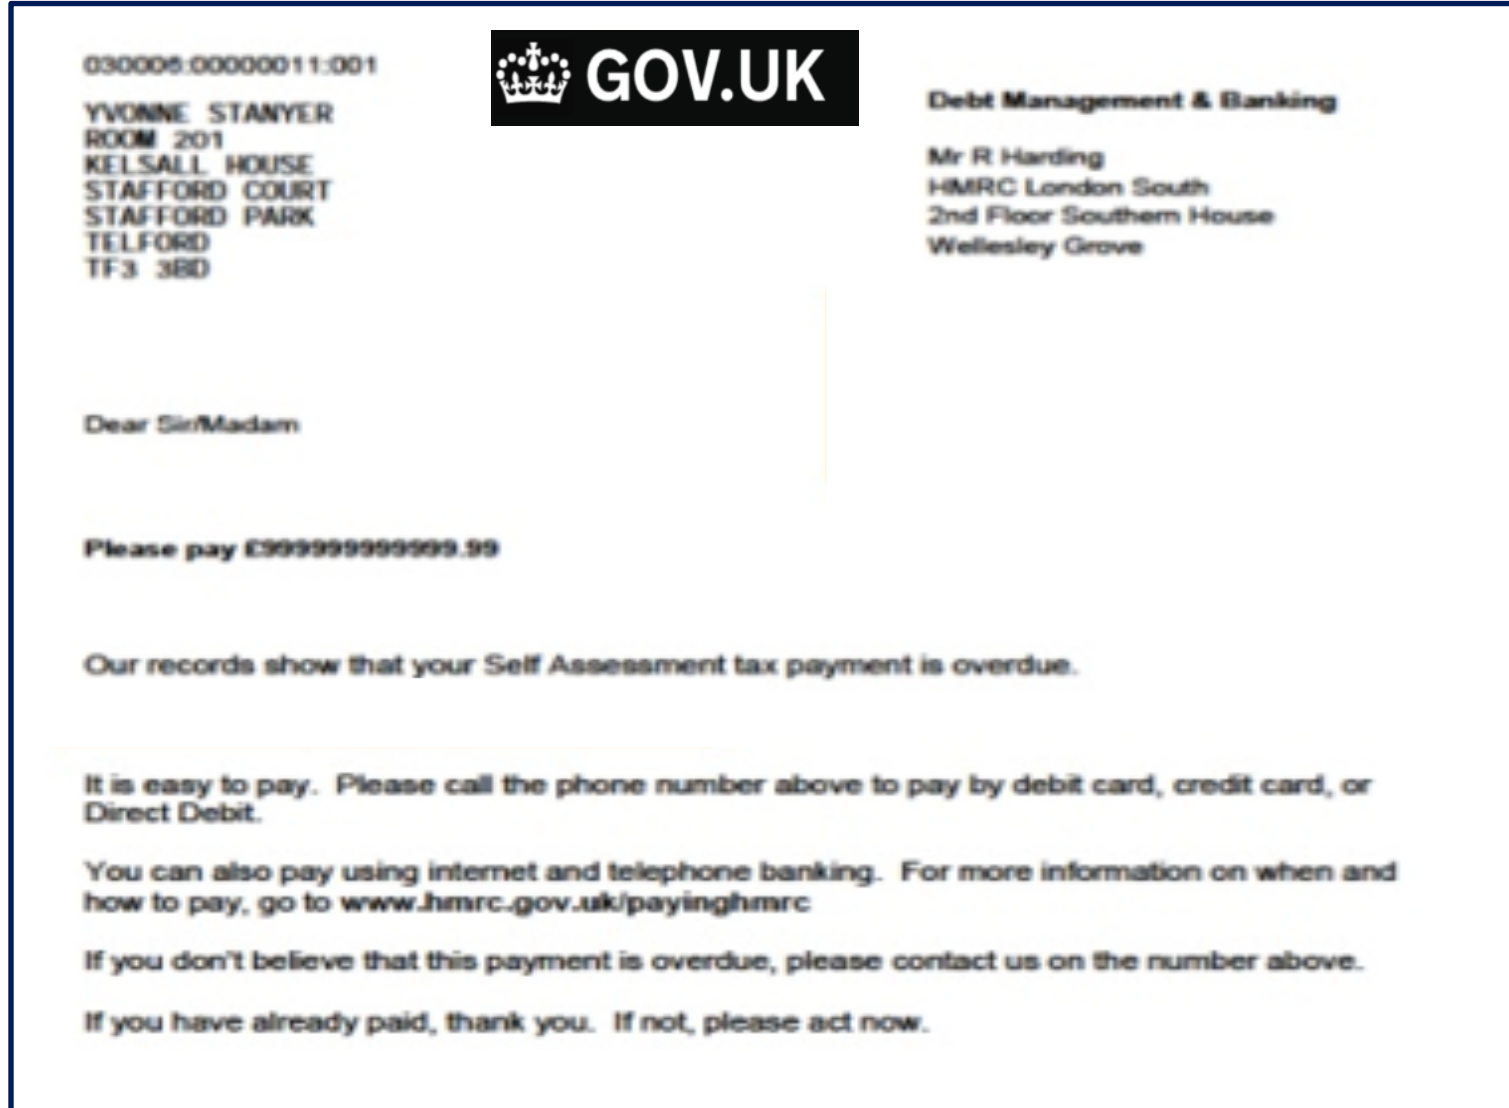 030006:00000011:001
YVONNE STANYER
ROOM 201
KELSALL HOUSE
STAFFORD COURT
STAFFORD PARK
TELFORD
TF3 3BD
GOV.UK
Debt Management & Banking
Mr R Harding
HMRC London South
2nd Floor Southern House
Wellesley Grove
Dear Sir/Madam
Please pay £999999999999.99
Our records show that your Self Assessment tax payment is overdue.
It is easy to pay. Please call the phone number above to pay by debit card, credit card, or
Direct Debit.
You can also pay using internet and telephone banking. For more information on when and
how to pay, go to www.hmrc.gov.uk/payinghmrc
If you don't believe that this payment is overdue, please contact us on the number above.
If you have already paid, thank you. If not, please act now.